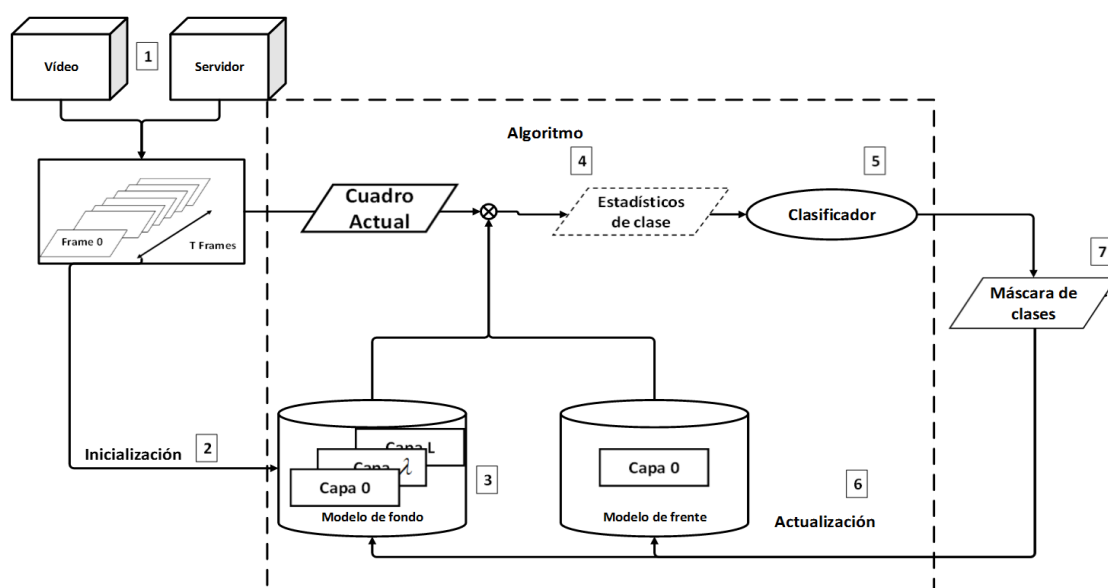 Vídeo
1
Servidor
Algoritmo
4
5
Cuadro
Actual
Estadísticos
de clase
Clasificador
Frame 0
T Frames
7
Máscara de
clases
Inicialización
2
Capa L
Capa λ
Capa 0
3
Modelo de fondo
Capa 0
Modelo de frente
6
Actualización